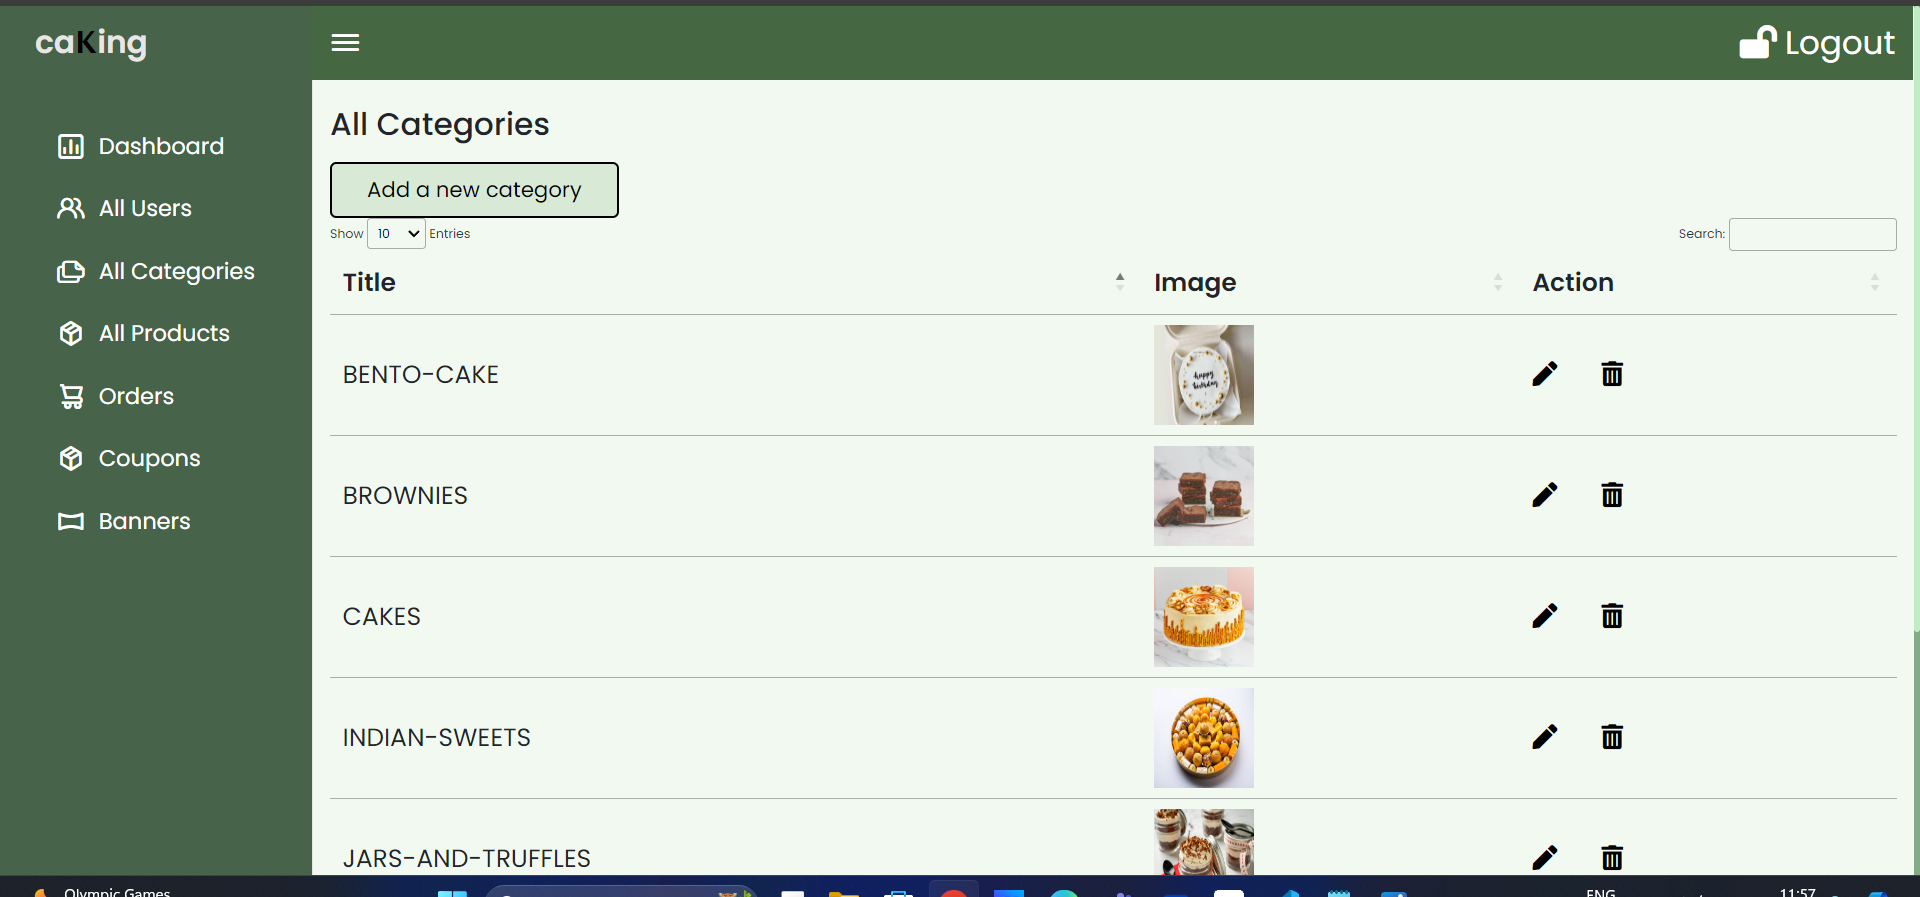 caKing
Logout
Dashboard
All Users
All Categories
All Products
Orders
Coupons
Banners
All Categories
Add a new category
Show 10 Entries
Search:
Title Image Action
BENTO-CAKE
happy
birthday
BROWNIES
CAKES
INDIAN-SWEETS
JARS-AND-TRUFFLES
Olympic Games
ENG
11:57